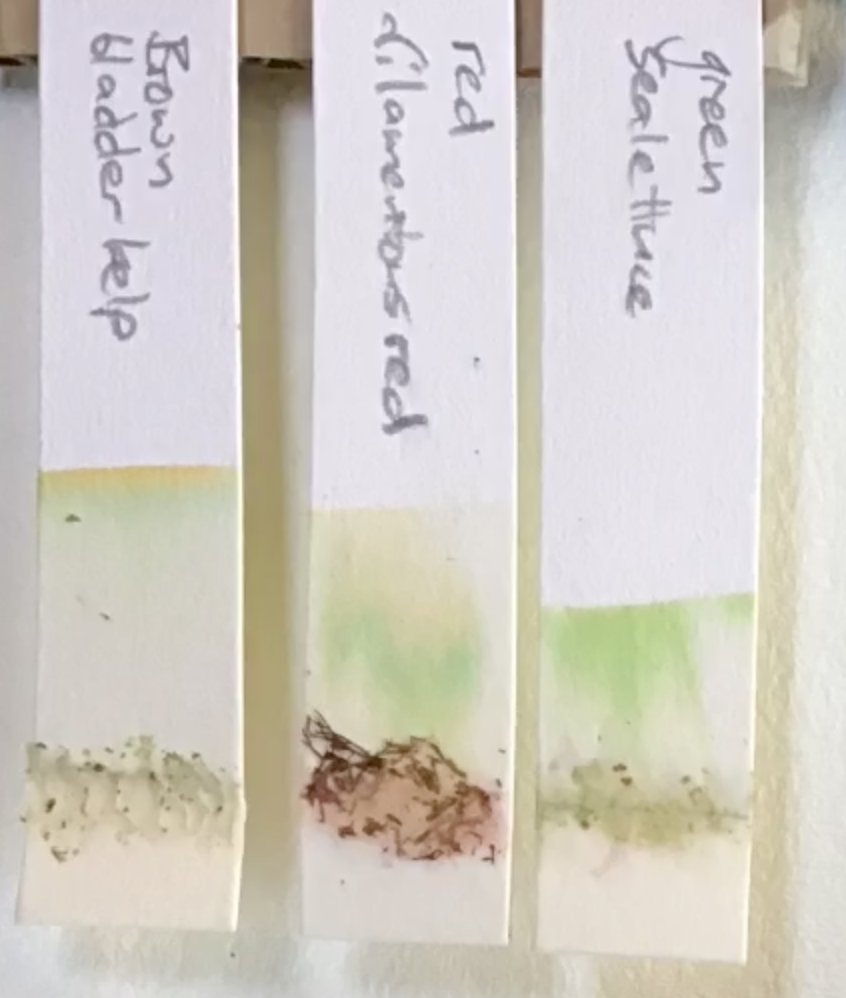 Brown
bladder kelp
red
filamentous red
green
Sealettuce